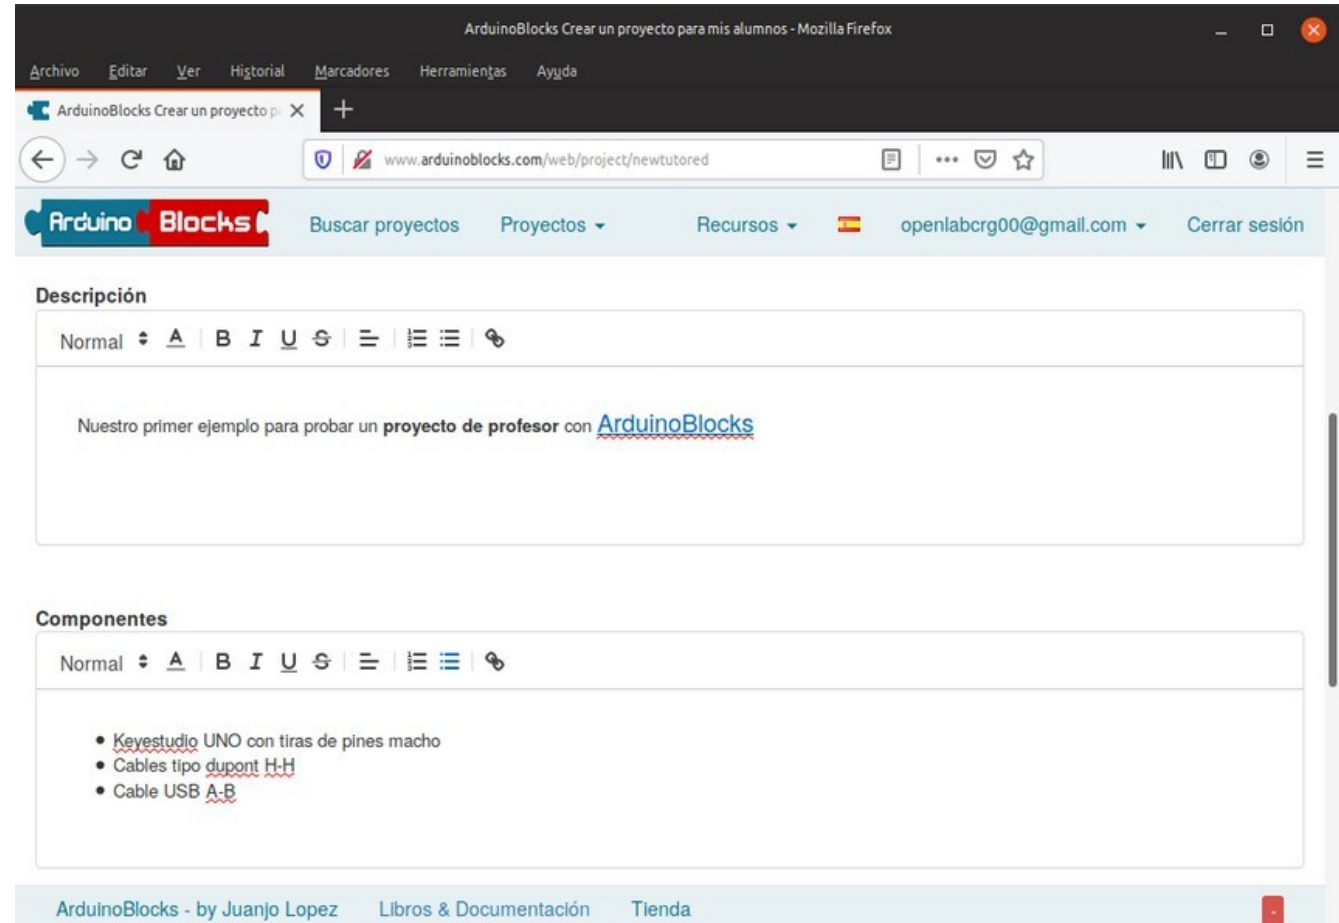 ArduinoBlocks Crear un proyecto para mis alumnos - Mozilla Firefox
Archivo Editar Ver Historial Marcadores Herramientas Ayuda
ArduinoBlocks Crear un proyecto p
www.arduinoblocks.com/web/project/newtutored
Arduino Blocks Buscar proyectos Proyectos Recursos openlabcrg00@gmail.com Cerrar sesión
Descripción
Normal A B I U S
Nuestro primer ejemplo para probar un proyecto de profesor con ArduinoBlocks
Componentes
Normal A B I U S
Keyestudio UNO con tiras de pines macho
Cables tipo dupont H-H
Cable USB A-B
ArduinoBlocks - by Juanjo Lopez Libros & Documentación Tienda